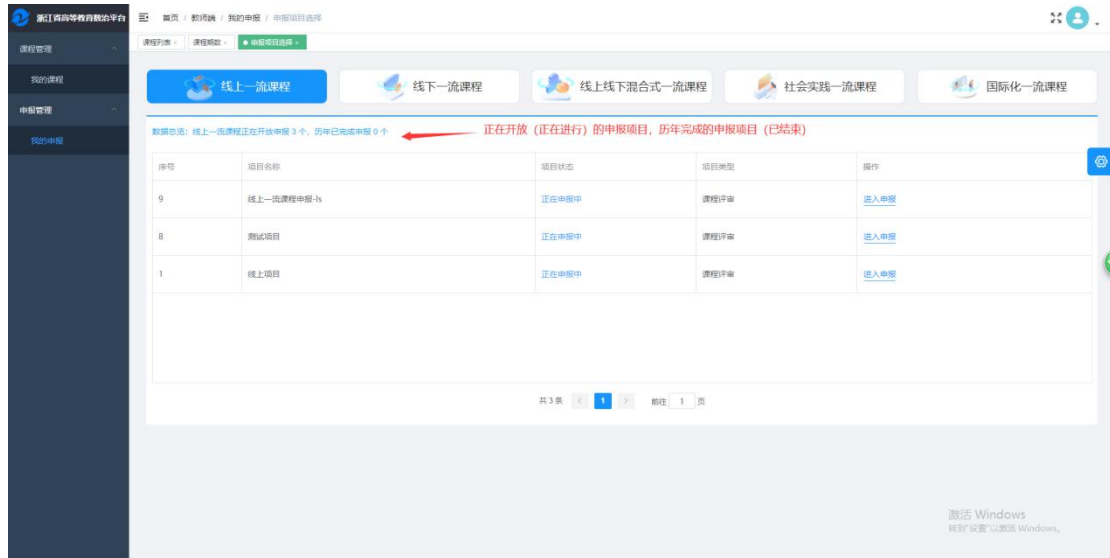 浙江省高等教育数治平台
首页 / 教师端 / 我的申报 / 申报项目选择
课程列表 × 课程期数 × 申报项目选择 ×
课程管理
我的课程
申报管理
我的申报
线上一流课程 线下一流课程 线上线下混合式一流课程 社会实践一流课程 国际化一流课程
数据总览:线上一流课程正在开放申报 3 个,历年已完成申报 0 个
正在开放(正在进行)的申报项目,历年完成的申报项目(已结束)
序号 项目名称 项目状态 项目类型 操作
9 线上一流课程申报-ls 正在申报中 课程评审 进入申报
8 测试项目 正在申报中 课程评审 进入申报
1 线上项目 正在申报中 课程评审 进入申报
共 3 条 < 1 > 前往 1 页
激活 Windows
转到"设置"以激活 Windows。